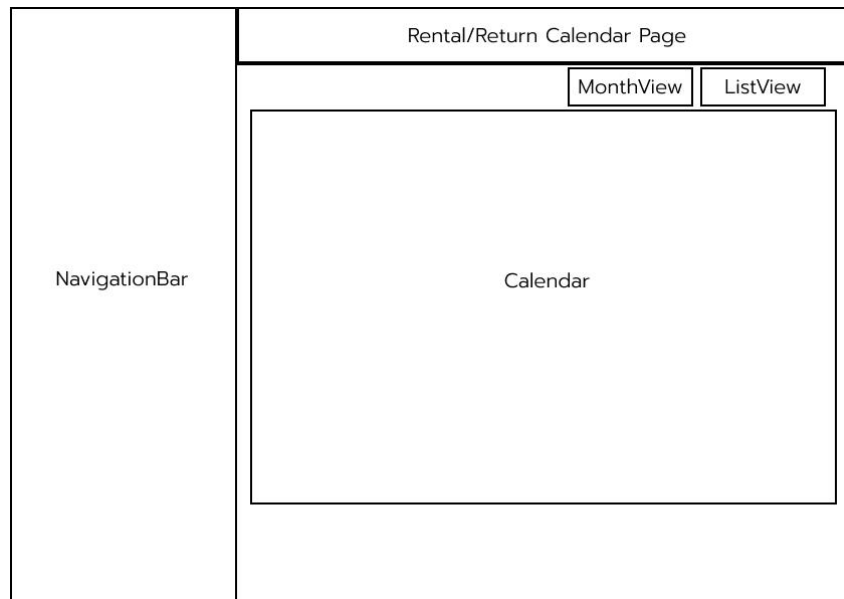 Rental/Return Calendar Page
MonthView
ListView
NavigationBar
Calendar